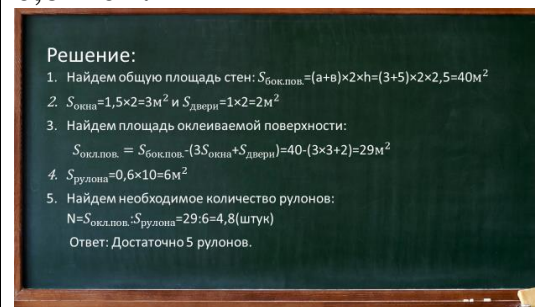 Решение:
1. Найдем общую площадь стен: Sбок.пов.=(а+в)×2×h=(3+5)×2×2,5=40м²
2. Sокна=1,5×2=3м² и Sдвери=1×2=2м²
3. Найдем площадь оклеиваемой поверхности:
Sокл.пов. = Sбок.пов.-(3Sокна+Sдвери)=40-(3×3+2)=29м²
4. Sрулона=0,6×10=6м²
5. Найдем необходимое количество рулонов:
N=Sокл.пов.:Sрулона=29:6=4,8(штук)
Ответ: Достаточно 5 рулонов.